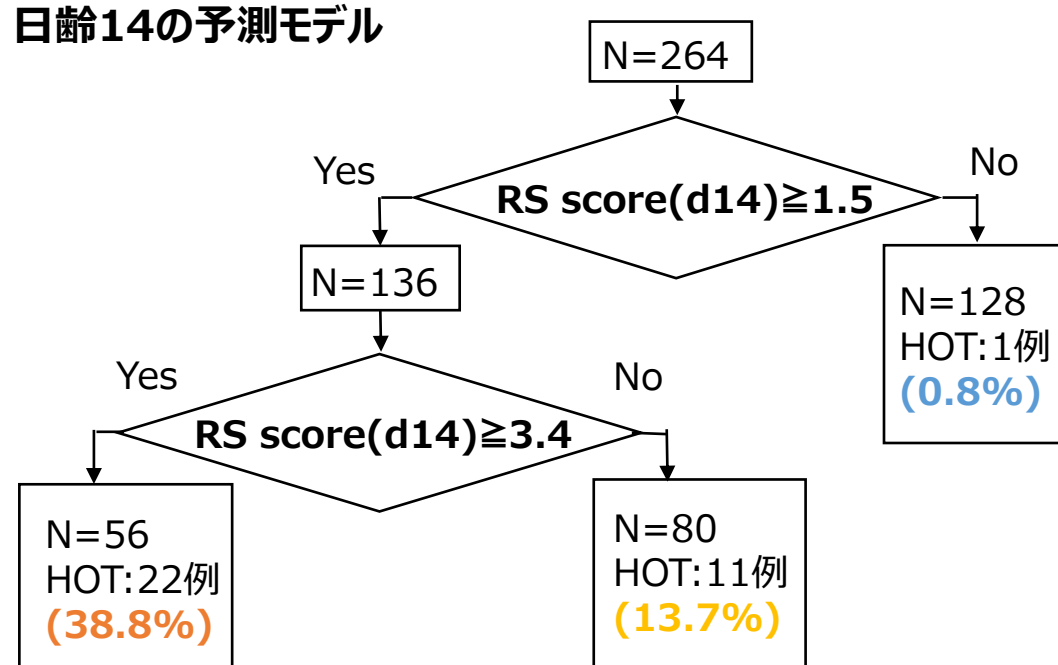 日齢14の予測モデル
N=264
Yes
No
RS score(d14)≧1.5
N=136
N=128
HOT:1例
(0.8%)
Yes
No
RS score(d14)≧3.4
N=56
HOT:22例
(38.8%)
N=80
HOT:11例
(13.7%)